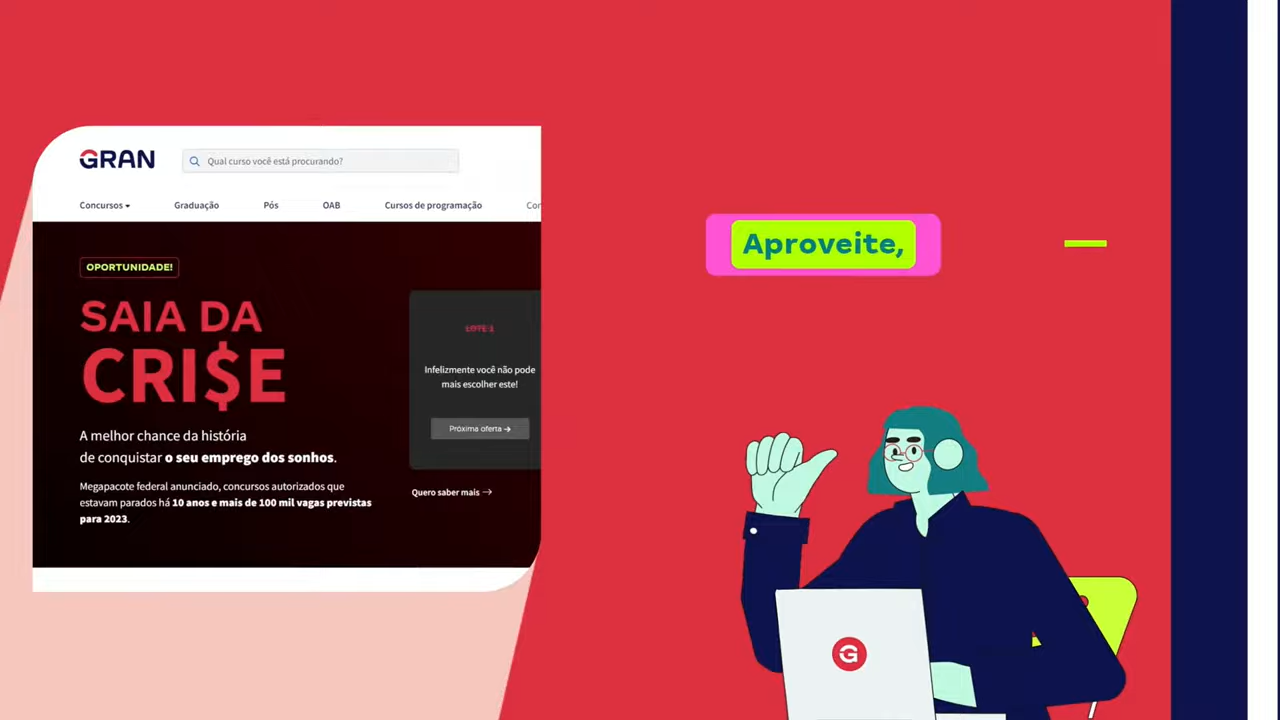 GRAN
Qual curso você está procurando?
Concursos
Graduação
Pós
OAB
Cursos de programação
OPORTUNIDADE!
SAIA DA
CRI$E
A melhor chance da história
de conquistar o seu emprego dos sonhos.
Megapacote federal anunciado, concursos autorizados que
estavam parados há 10 anos e mais de 100 mil vagas previstas
para 2023.
LOTE 1
Infelizmente você não pode
mais escolher este!
Próxima oferta →
Quero saber mais →
Aproveite,
G